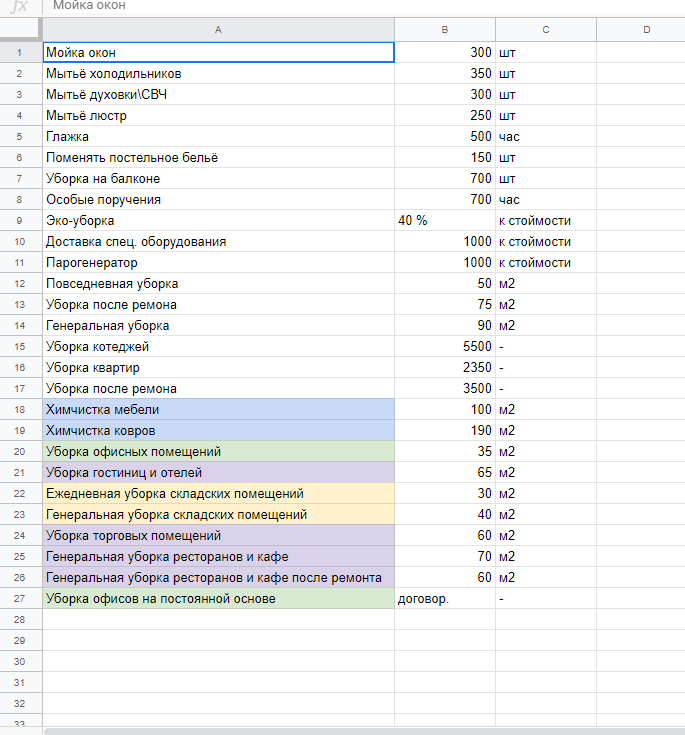 fx Мойка окон
A B C D
1 Мойка окон 300 шт
2 Мытьё холодильников 350 шт
3 Мытьё духовки\СВЧ 300 шт
4 Мытьё люстр 250 шт
5 Глажка 500 час
6 Поменять постельное бельё 150 шт
7 Уборка на балконе 700 шт
8 Особые поручения 700 час
9 Эко-уборка 40 % к стоимости
10 Доставка спец. оборудования 1000 к стоимости
11 Парогенератор 1000 к стоимости
12 Повседневная уборка 50 м2
13 Уборка после ремона 75 м2
14 Генеральная уборка 90 м2
15 Уборка котеджей 5500 -
16 Уборка квартир 2350 -
17 Уборка после ремона 3500 -
18 Химчистка мебели 100 м2
19 Химчистка ковров 190 м2
20 Уборка офисных помещений 35 м2
21 Уборка гостиниц и отелей 65 м2
22 Ежедневная уборка складских помещений 30 м2
23 Генеральная уборка складских помещений 40 м2
24 Уборка торговых помещений 60 м2
25 Генеральная уборка ресторанов и кафе 70 м2
26 Генеральная уборка ресторанов и кафе после ремонта 60 м2
27 Уборка офисов на постоянной основе договор. -
28
29
30
31
32
33